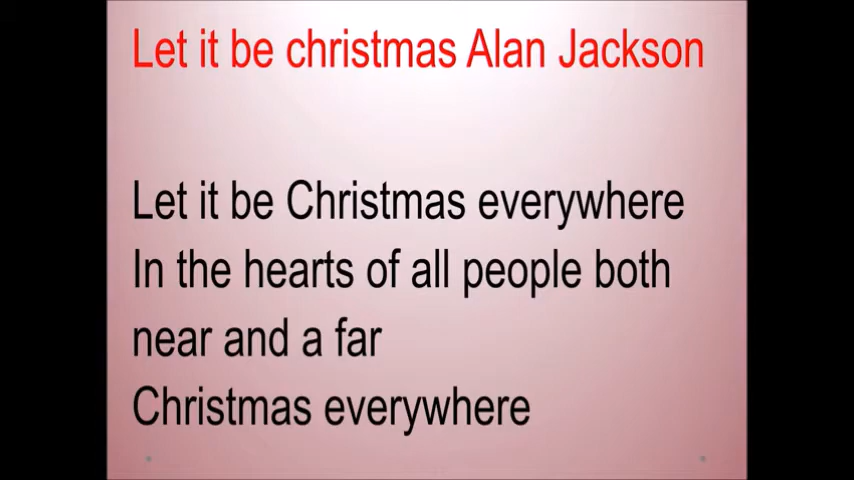 Let it be christmas Alan Jackson
Let it be Christmas everywhere
In the hearts of all people both
near and a far
Christmas everywhere